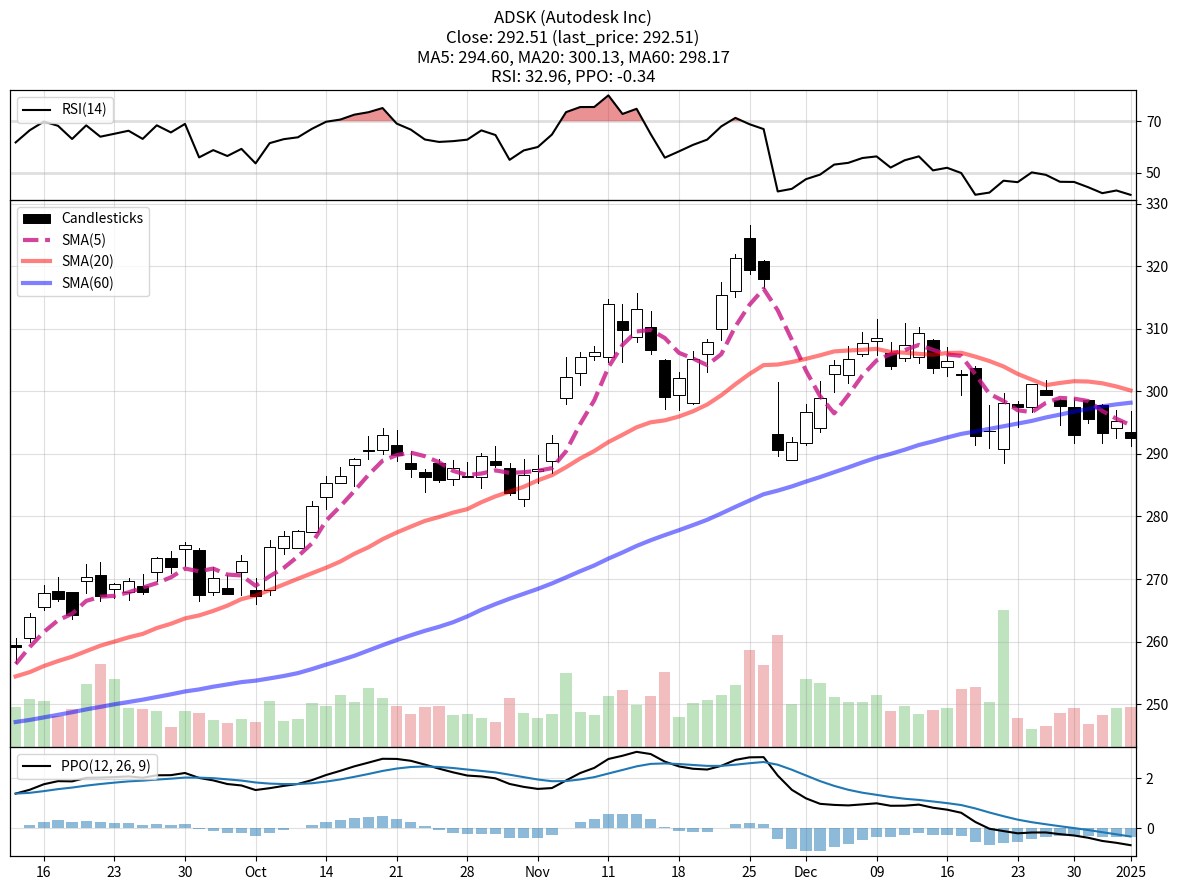 ADSK (Autodesk Inc)
Close: 292.51 (last_price: 292.51)
MA5: 294.60, MA20: 300.13, MA60: 298.17
RSI: 32.96, PPO: -0.34
RSI(14)
70
50
Candlesticks
SMA(5)
SMA(20)
SMA(60)
330
320
310
300
290
280
270
260
250
PPO(12, 26, 9)
2
0
16 23 30 Oct 14 21 28 Nov 11 18 25 Dec 09 16 23 30 2025